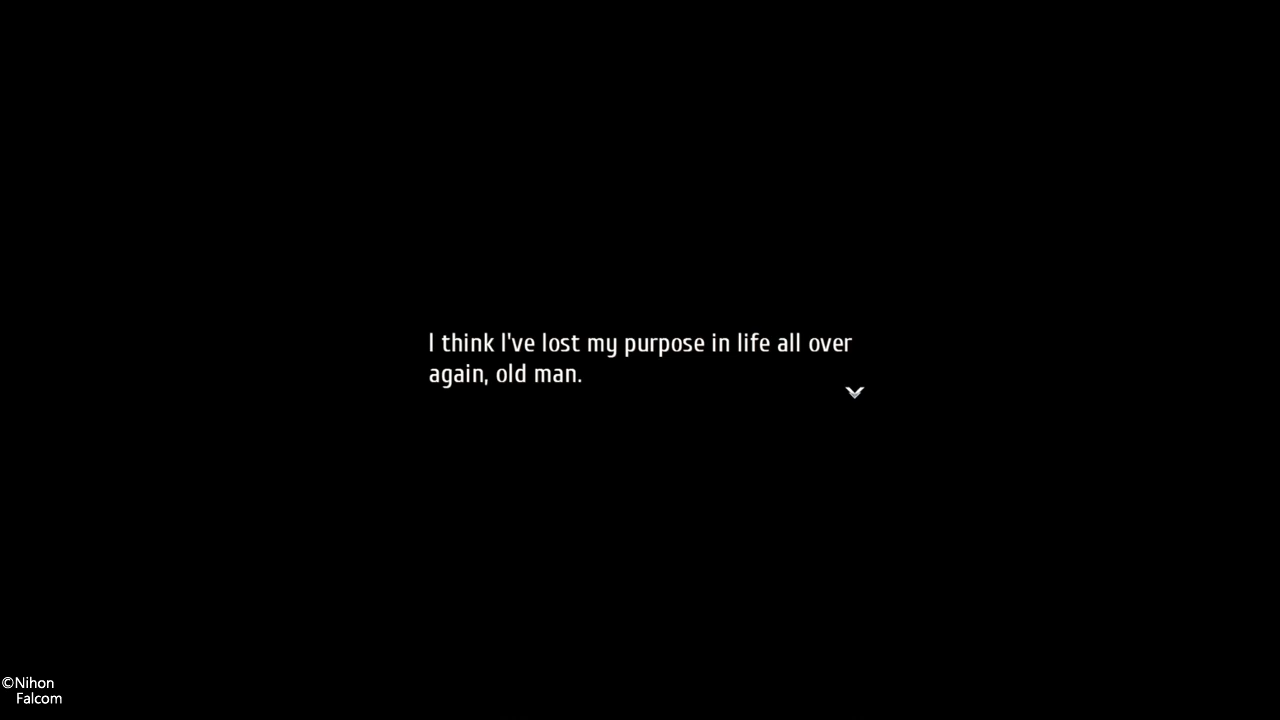 I think I've lost my purpose in life all over
again, old man.
©Nihon
Falcom